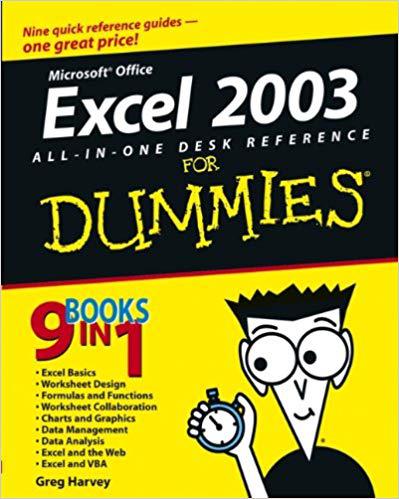 Nine quick reference guides —
one great price!
Microsoft® Office
Excel 2003
ALL-IN-ONE DESK REFERENCE
FOR
DUMMIES®
9 BOOKS IN 1
• Excel Basics
• Worksheet Design
• Formulas and Functions
• Worksheet Collaboration
• Charts and Graphics
• Data Management
• Data Analysis
• Excel and the Web
• Excel and VBA
Greg Harvey